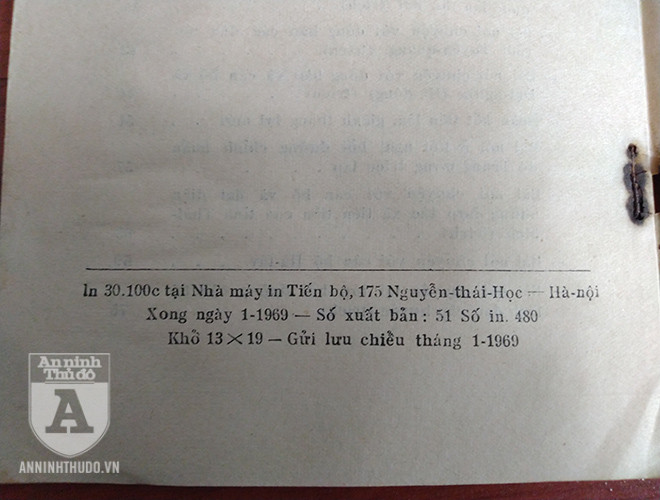 In 30.100c tại Nhà máy in Tiến bộ, 175 Nguyễn-thái-Học — Hà-nội
Xong ngày 1-1969 — Số xuất bản : 51 Số in. 480
Khổ 13 × 19 — Gửi lưu chiểu tháng 1-1969
An ninh
Thủ đô
A
ANNINHTHUDO.VN